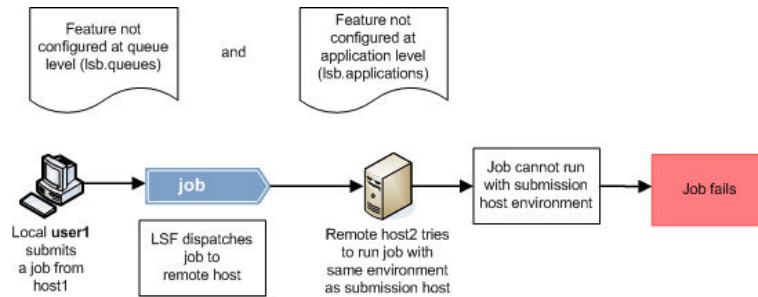 Feature not
configured at queue
level (lsb.queues)
and
Feature not
configured at
application level
(lsb.applications)
job
Job cannot run
with submission
host environment
Job fails
Local user1
submits
a job from
host1
LSF dispatches
job to
remote host
Remote host2 tries
to run job with
same environment
as submission host